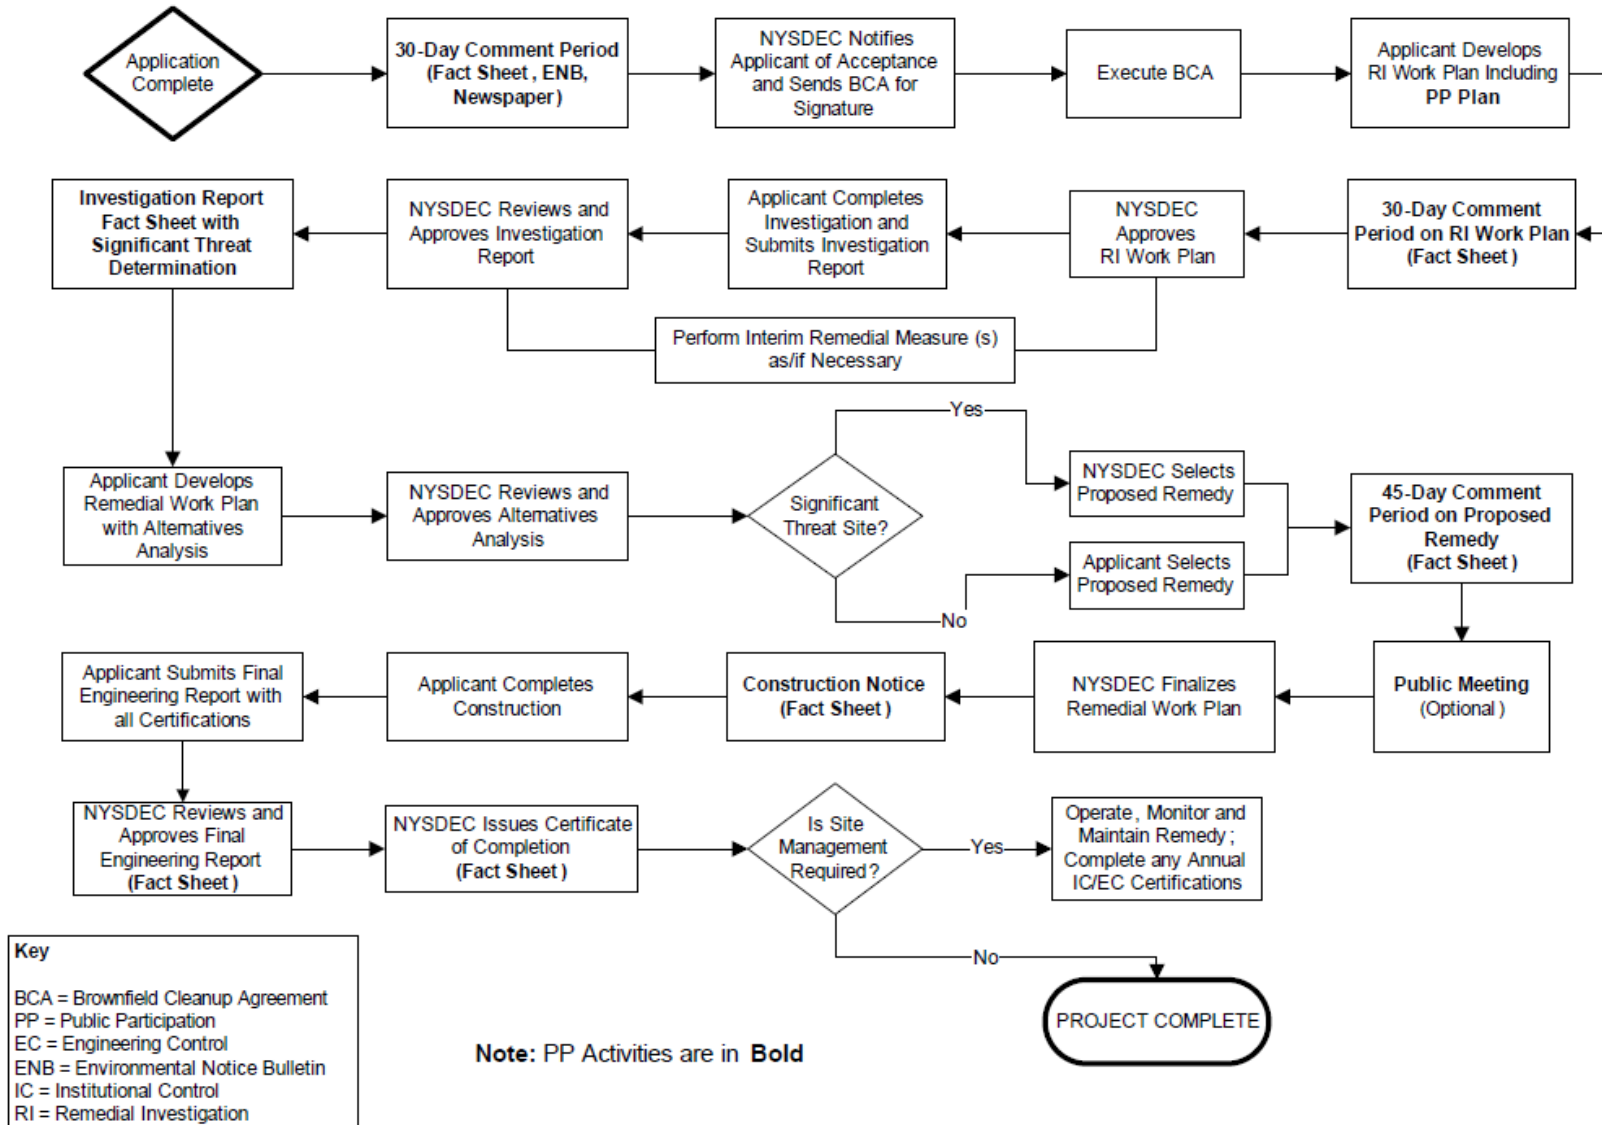 Application
Complete
30-Day Comment Period
(Fact Sheet, ENB,
Newspaper)
NYSDEC Notifies
Applicant of Acceptance
and Sends BCA for
Signature
Execute BCA
Applicant Develops
RI Work Plan Including
PP Plan
Investigation Report
Fact Sheet with
Significant Threat
Determination
NYSDEC Reviews and
Approves Investigation
Report
Applicant Completes
Investigation and
Submits Investigation
Report
NYSDEC
Approves
RI Work Plan
30-Day Comment
Period on RI Work Plan
(Fact Sheet)
Perform Interim Remedial Measure (s)
as/if Necessary
Yes
Applicant Develops
Remedial Work Plan
with Alternatives
Analysis
NYSDEC Reviews and
Approves Alternatives
Analysis
Significant
Threat Site?
NYSDEC Selects
Proposed Remedy
Applicant Selects
Proposed Remedy
45-Day Comment
Period on Proposed
Remedy
(Fact Sheet)
No
Applicant Submits Final
Engineering Report with
all Certifications
Applicant Completes
Construction
Construction Notice
(Fact Sheet)
NYSDEC Finalizes
Remedial Work Plan
Public Meeting
(Optional)
NYSDEC Reviews and
Approves Final
Engineering Report
(Fact Sheet)
NYSDEC Issues Certificate
of Completion
(Fact Sheet)
Is Site
Management
Required?
Yes
Operate, Monitor and
Maintain Remedy;
Complete any Annual
IC/EC Certifications
No
PROJECT COMPLETE
Key
BCA = Brownfield Cleanup Agreement
PP = Public Participation
EC = Engineering Control
ENB = Environmental Notice Bulletin
IC = Institutional Control
RI = Remedial Investigation
Note: PP Activities are in Bold